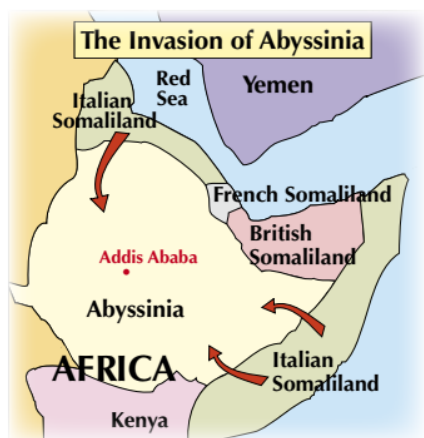 The Invasion of Abyssinia
Red
Sea
Yemen
Italian
Somaliland
French Somaliland
British
Somaliland
Addis Ababa
Abyssinia
AFRICA
Italian
Somaliland
Kenya